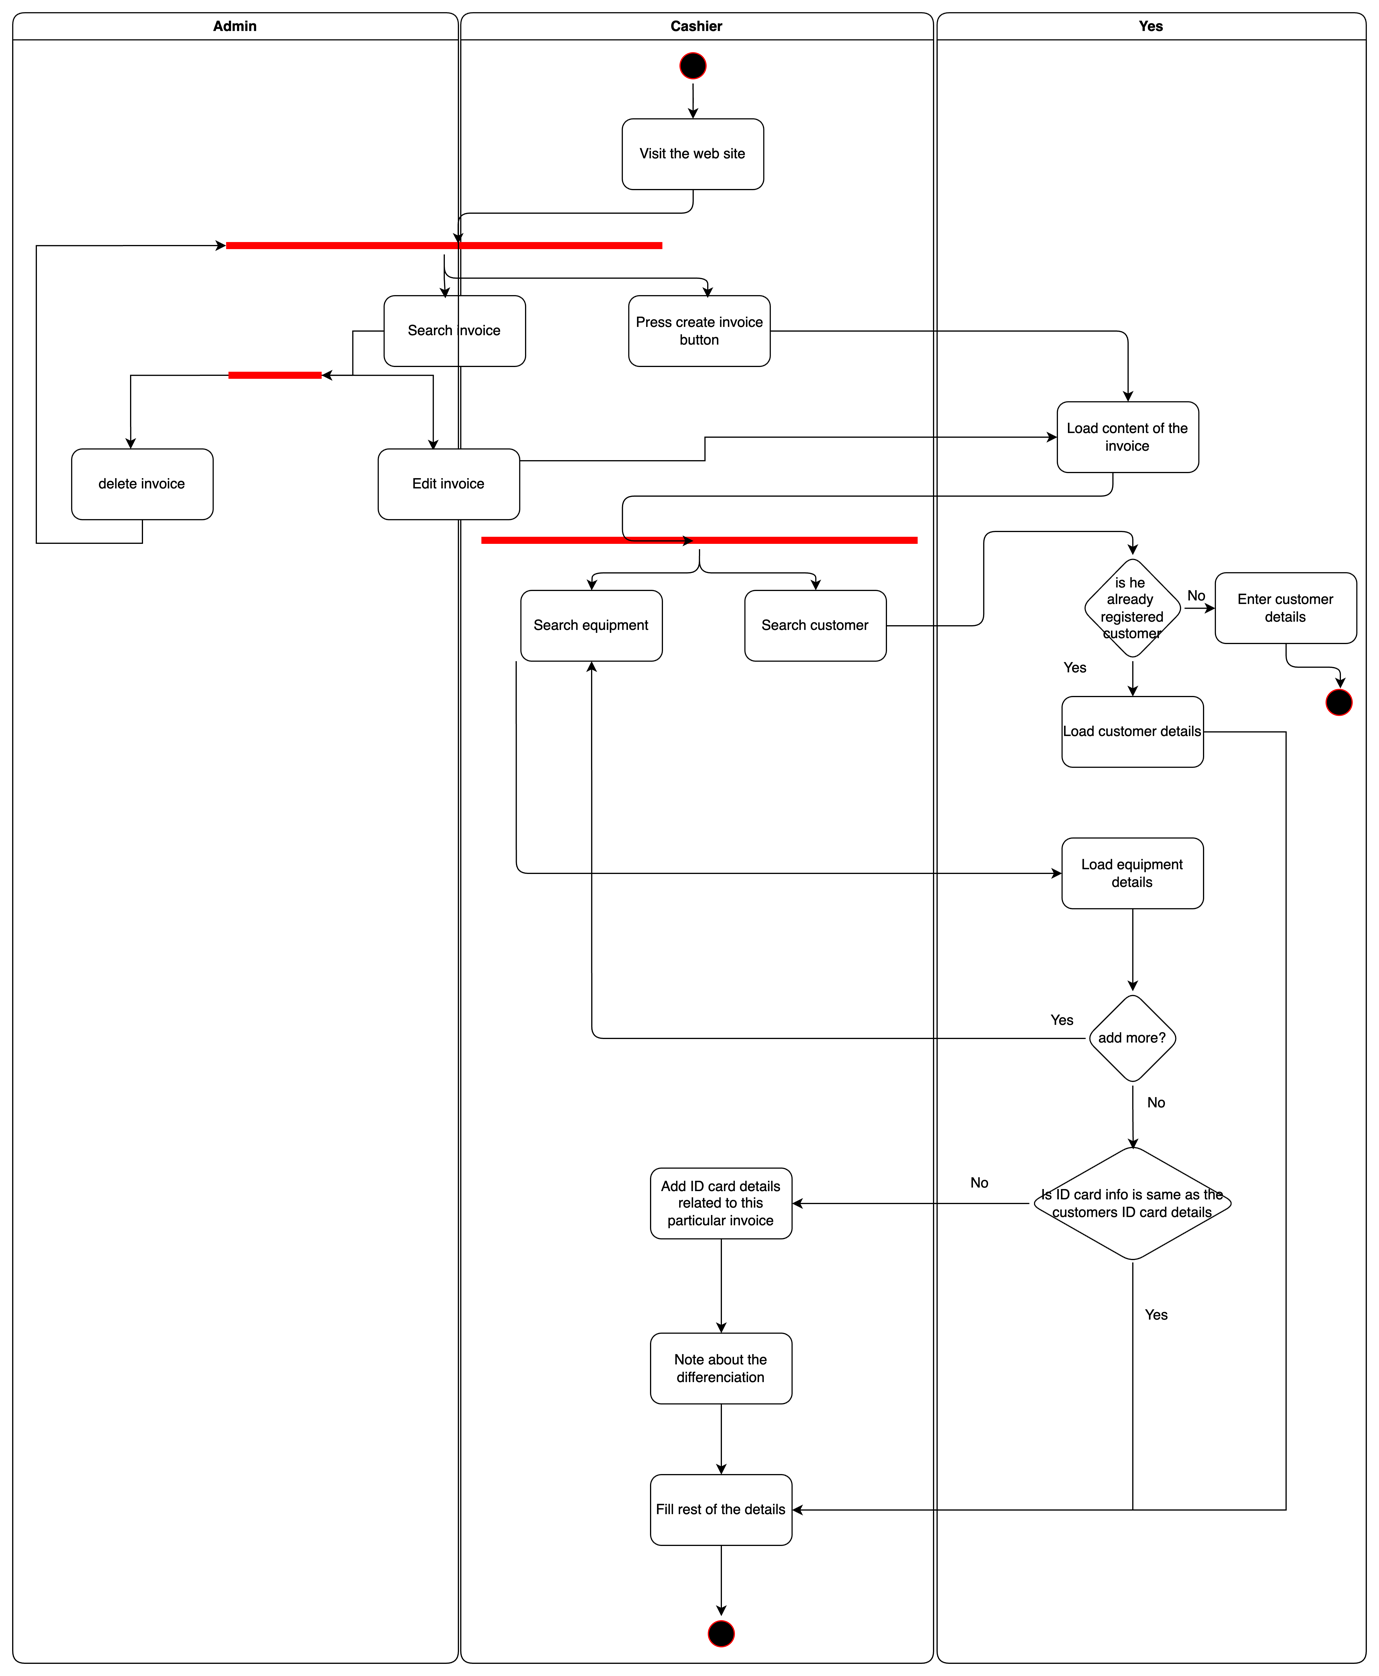 Admin
Cashier
Yes
Visit the web site
Search invoice
Press create invoice
button
Load content of the
invoice
delete invoice
Edit invoice
Search equipment
Search customer
is he
already
registered
customer
No
Enter customer
details
Yes
Load customer details
Load equipment
details
Yes
add more?
No
Add ID card details
related to this
particular invoice
No
Is ID card info is same as the
customers ID card details
Yes
Note about the
differenciation
Fill rest of the details